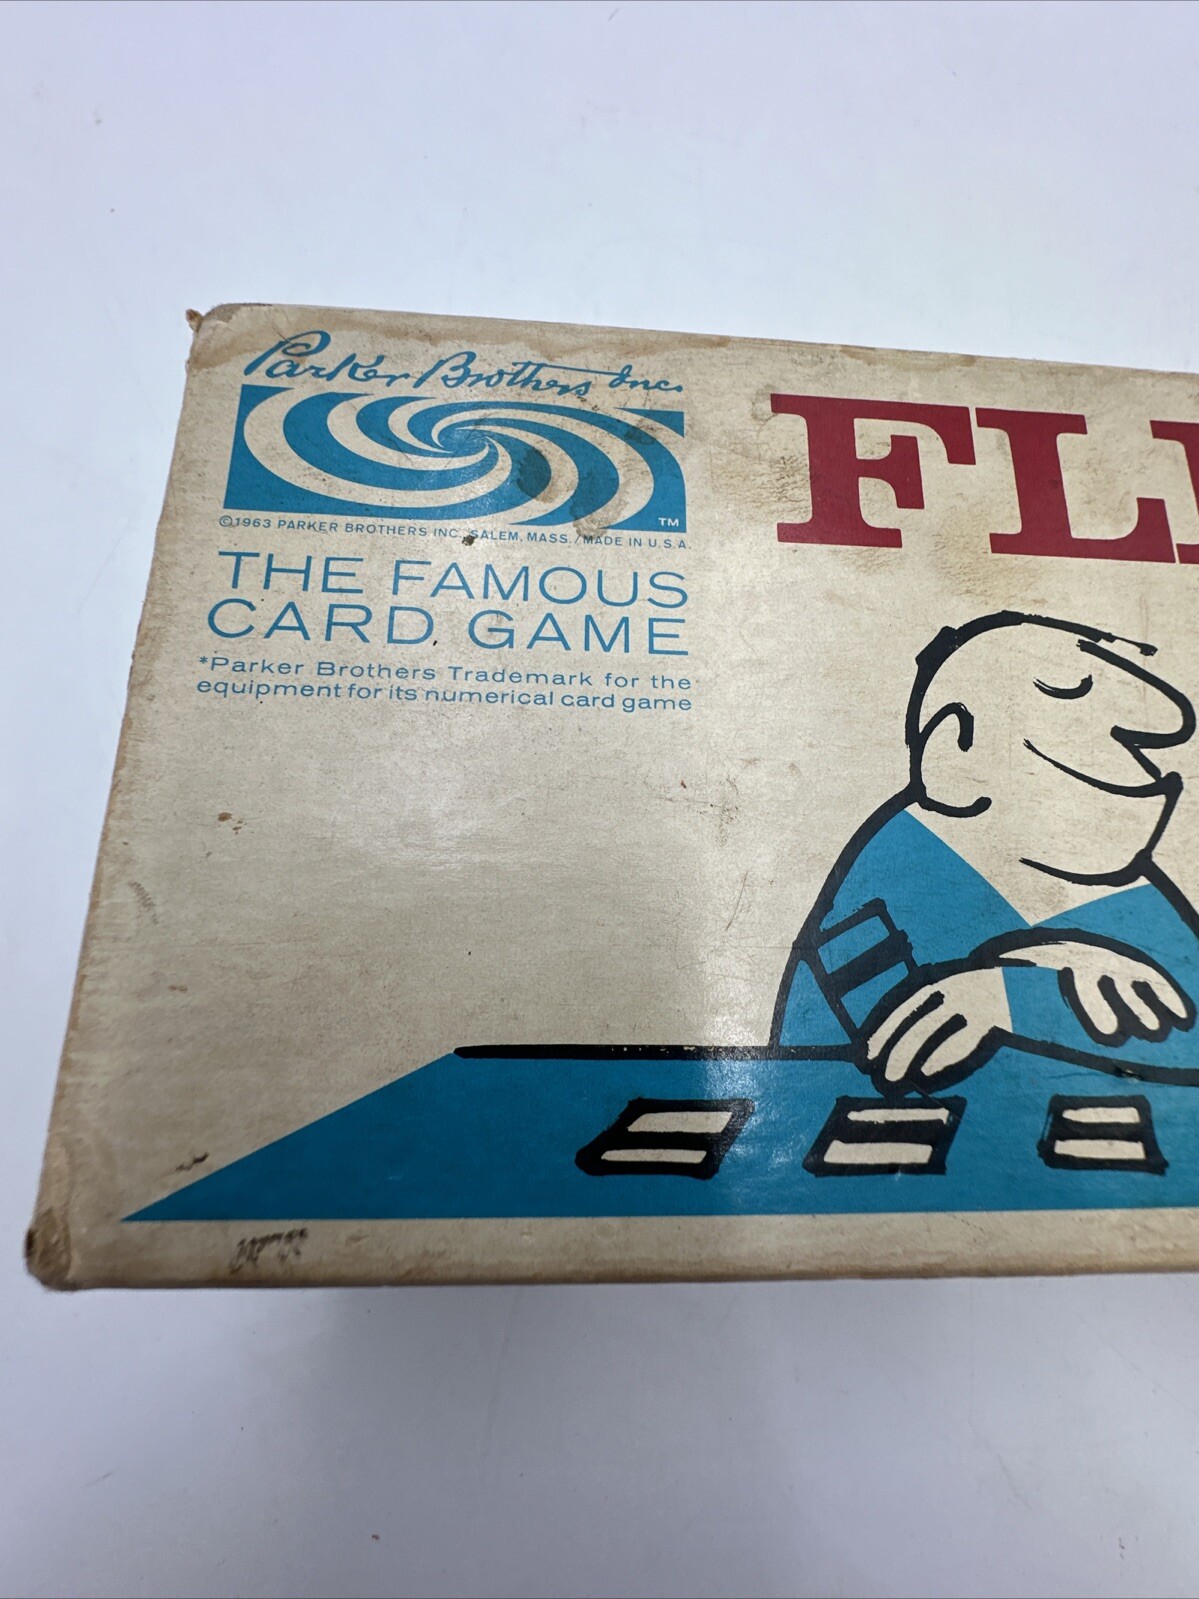 Parker Brothers Inc.
TM
©1963 PARKER BROTHERS INC. SALEM, MASS./MADE IN U.S.A.
THE FAMOUS
CARD GAME
*Parker Brothers Trademark for the
equipment for its numerical card game
FLI